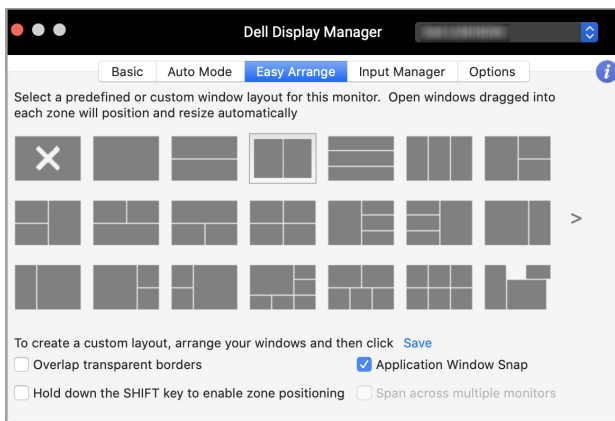 Dell Display Manager
Basic Auto Mode Easy Arrange Input Manager Options
Select a predefined or custom window layout for this monitor. Open windows dragged into
each zone will position and resize automatically
>
To create a custom layout, arrange your windows and then click Save
Overlap transparent borders
Application Window Snap
Hold down the SHIFT key to enable zone positioning
Span across multiple monitors